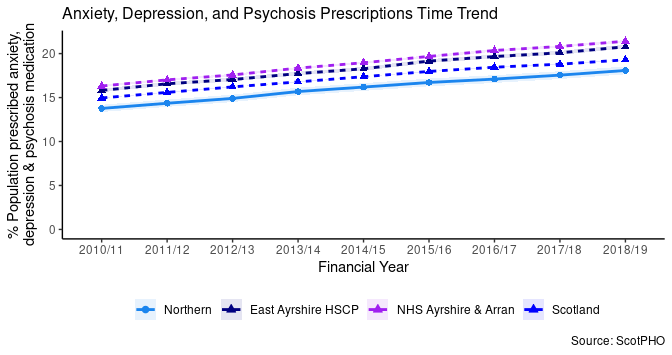 Anxiety, Depression, and Psychosis Prescriptions Time Trend
% Population prescribed anxiety,
depression & psychosis medication
20
15
10
5
0
2010/11 2011/12 2012/13 2013/14 2014/15 2015/16 2016/17 2017/18 2018/19
Financial Year
Northern East Ayrshire HSCP NHS Ayrshire & Arran Scotland
Source: ScotPHO